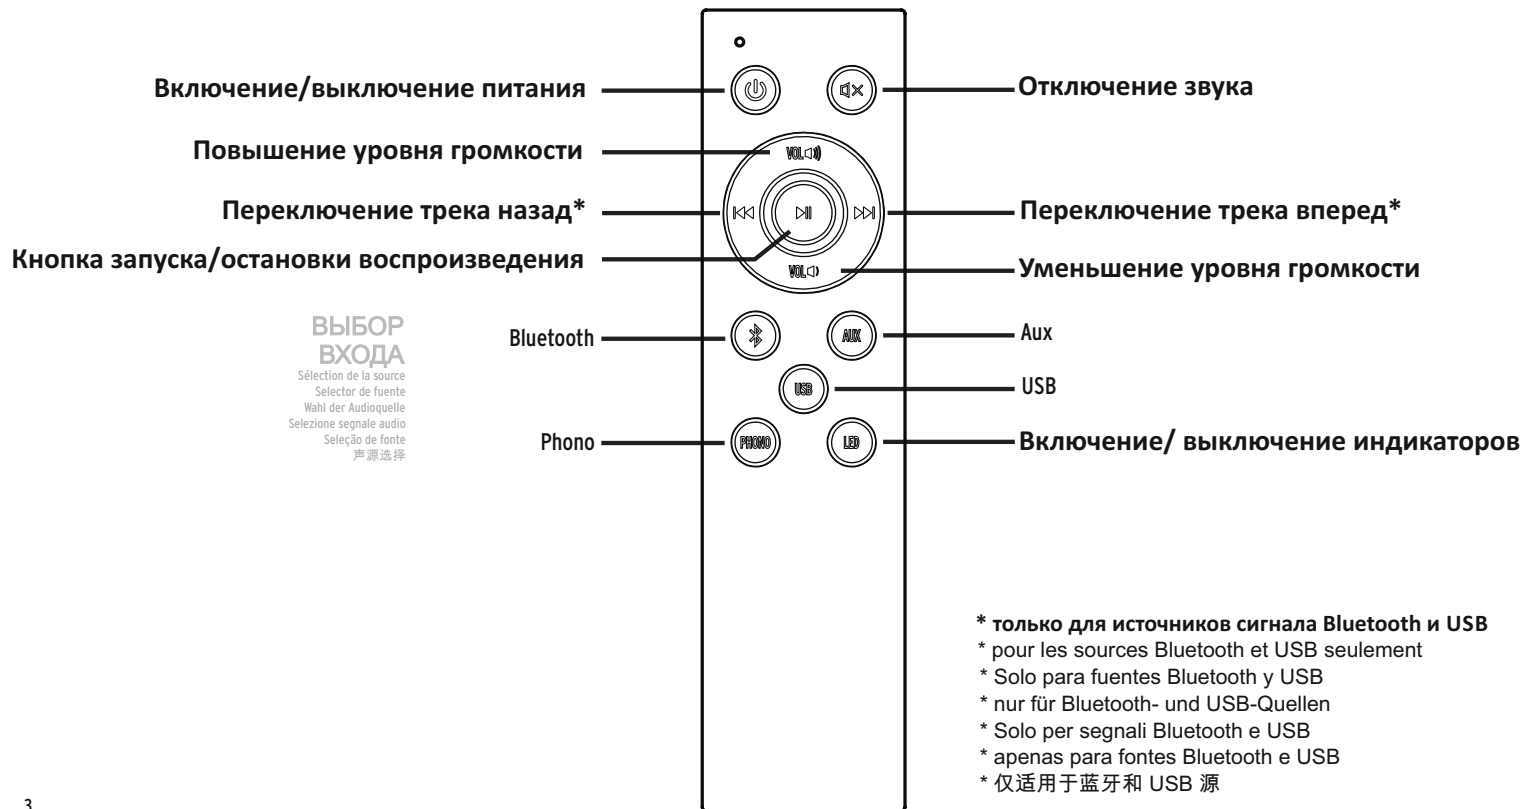 Включение/выключение питания
Отключение звука
Повышение уровня громкости
VOL
Переключение трека назад*
Переключение трека вперед*
Кнопка запуска/остановки воспроизведения
VOL
Уменьшение уровня громкости
ВЫБОР
ВХОДА
Sélection de la source
Selector de fuente
Wahl der Audioquelle
Selezione segnale audio
Seleção de fonte
声源选择
Bluetooth
AUX
Aux
USB
USB
Phono
PHONO
LED
Включение/ выключение индикаторов
* только для источников сигнала Bluetooth и USB
* pour les sources Bluetooth et USB seulement
* Solo para fuentes Bluetooth y USB
* nur für Bluetooth- und USB-Quellen
* Solo per segnali Bluetooth e USB
* apenas para fontes Bluetooth e USB
* 仅适用于蓝牙和 USB 源
3